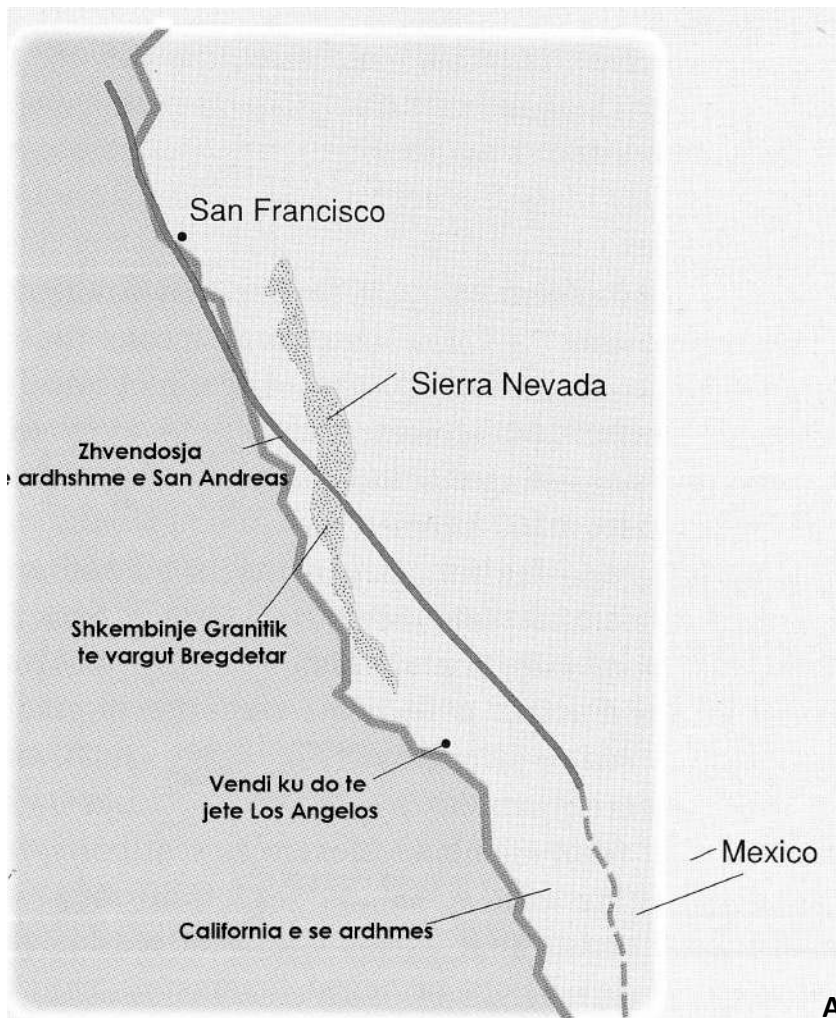 San Francisco
Sierra Nevada
Zhvendosja
e ardhshme e San Andreas
Shkembinje Granitik
te vargut Bregdetar
Vendi ku do te
jete Los Angelos
Mexico
California e se ardhmes
A